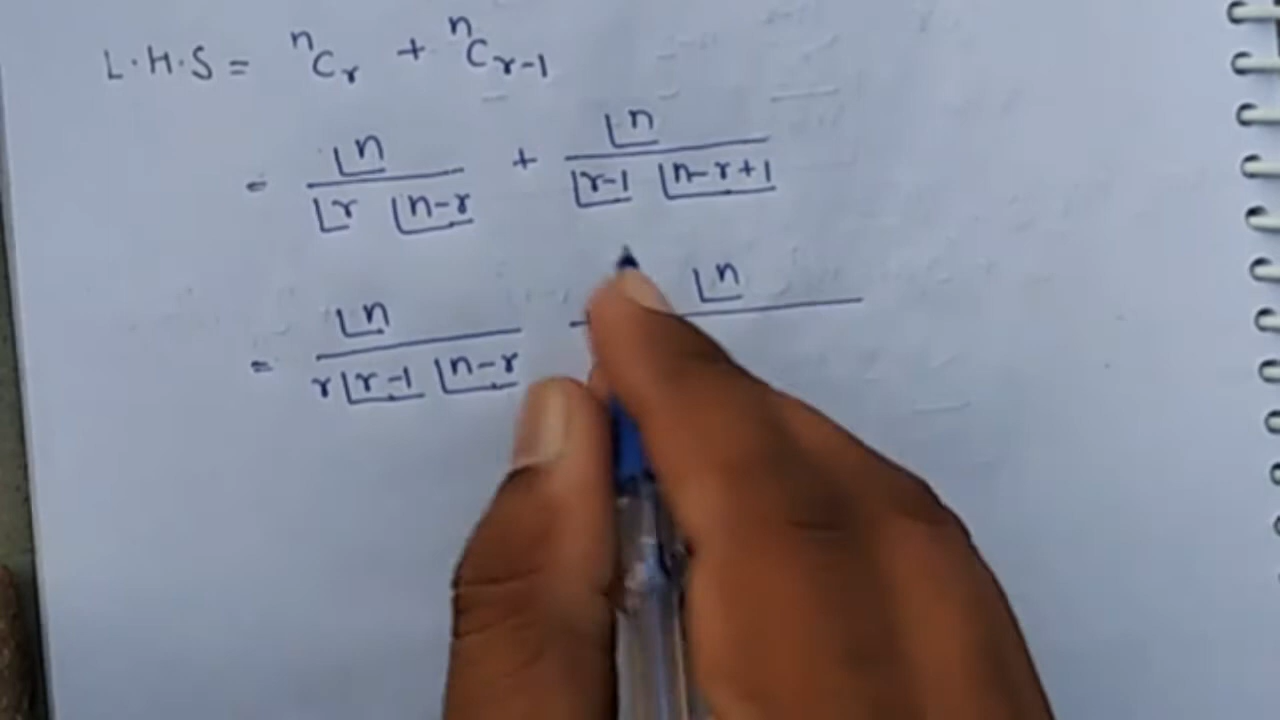 L.H.S = ⁿCᵣ + ⁿCᵣ₋₁
= ⌊n / ⌊r ⌊n-r + ⌊n / ⌊r-1 ⌊n-r+1
= ⌊n / r⌊r-1 ⌊n-r ⌊n